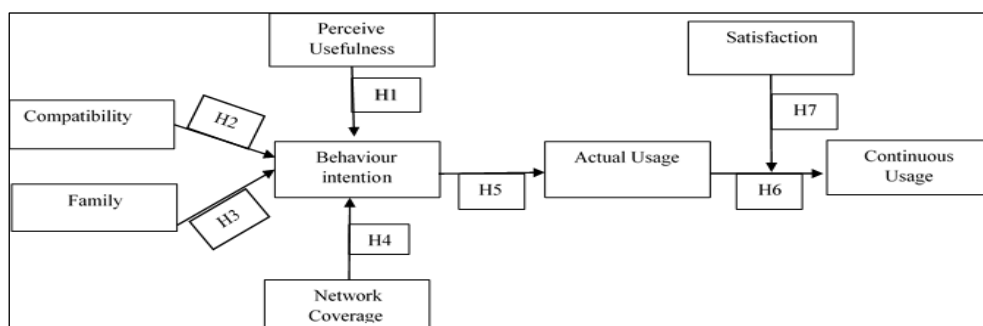 Perceive
Usefulness
Satisfaction
H1
H7
Compatibility
H2
Behaviour
intention
Actual Usage
Continuous
Usage
H5
H6
Family
H3
H4
Network
Coverage